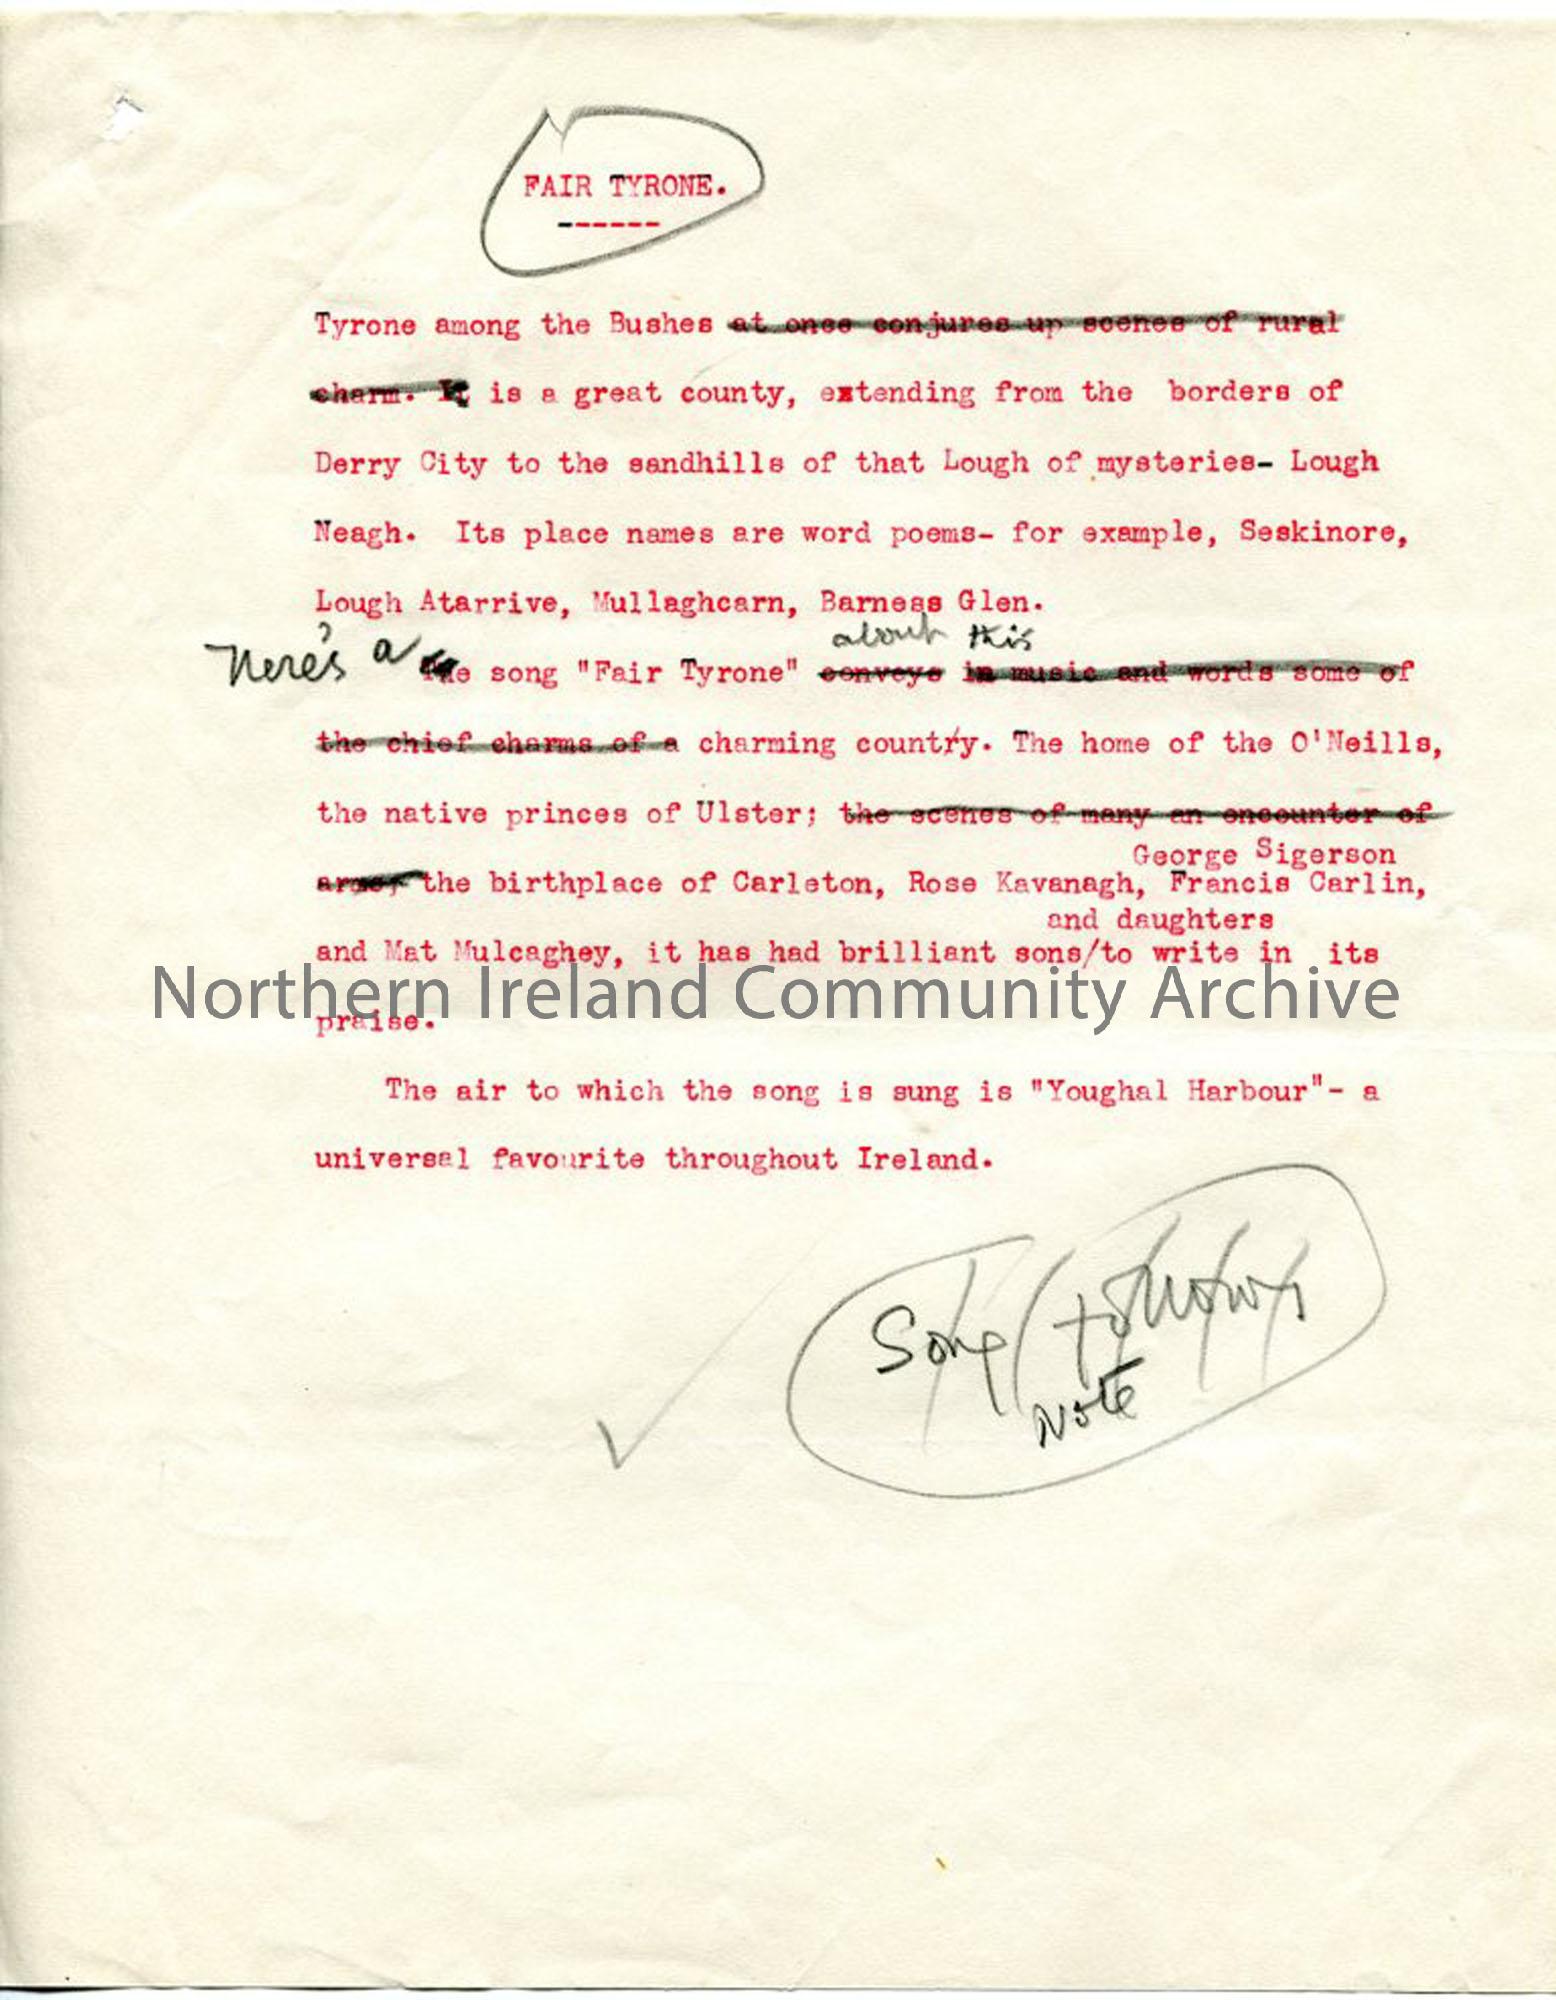 FAIR TYRONE.
------
Tyrone among the Bushes at once conjures up scenes of rural
charm. It is a great county, extending from the borders of
Derry City to the sandhills of that Lough of mysteries- Lough
Neagh. Its place names are word poems- for example, Seskinore,
Lough Atarrive, Mullaghcarn, Barness Glen.
about this
Here's a The song "Fair Tyrone" conveys in music and words some of
the chief charms of a charming country. The home of the O'Neills,
the native princes of Ulster; the scenes of many an encounter of
George Sigerson
arms, the birthplace of Carleton, Rose Kavanagh, Francis Carlin,
and daughters
and Mat Mulcaghey, it has had brilliant sons/to write in its
Northern Ireland Community Archive
praise.
The air to which the song is sung is "Youghal Harbour"- a
universal favourite throughout Ireland.
Song follows
Note